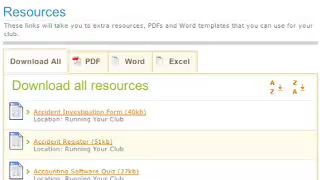 Resources
These links will take you to extra resources, PDFs and Word templates that you can use for your
club.
Download All PDF Word Excel
Download all resources
A Z Z A
Accident Investigation Form (40kb)
Location: Running Your Club
Accident Register (51kb)
Location: Running Your Club
Accounting Software Quiz (27kb)
Location: Running Your Club